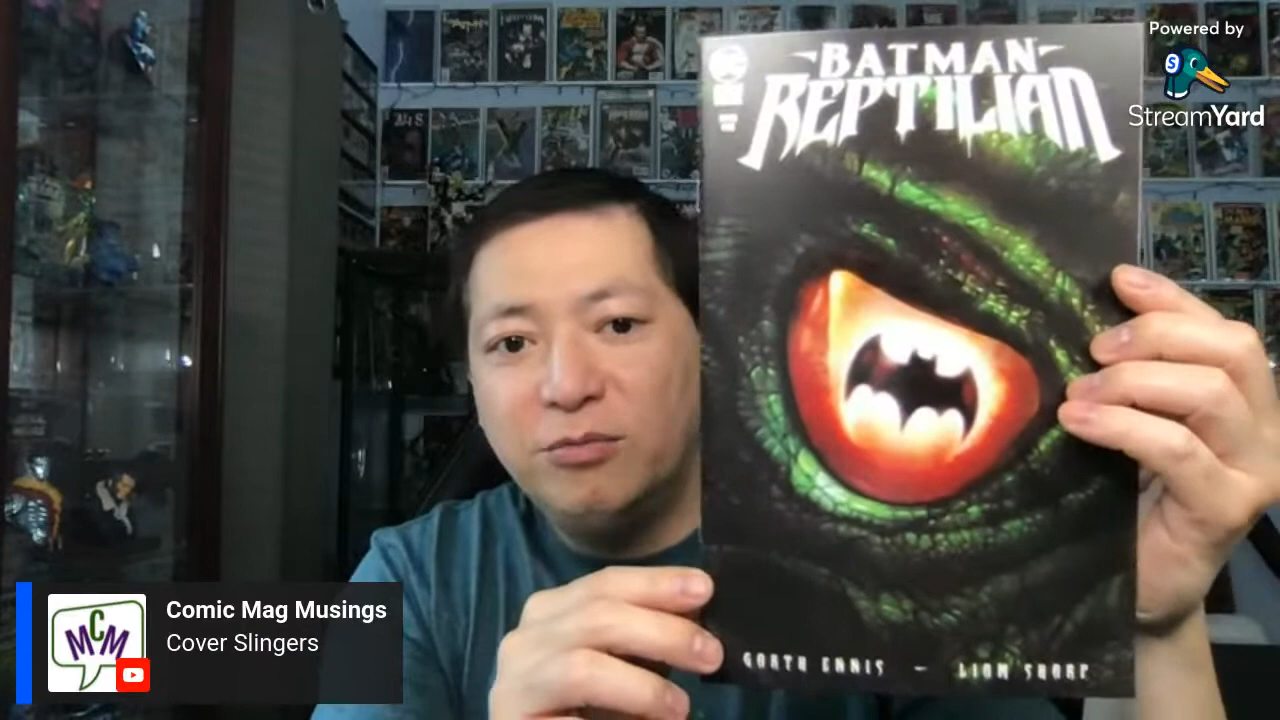 BATMAN
REPTILIAN
GARTH ENNIS – LIAM SHARP
Powered by
StreamYard
MCM
Comic Mag Musings
Cover Slingers